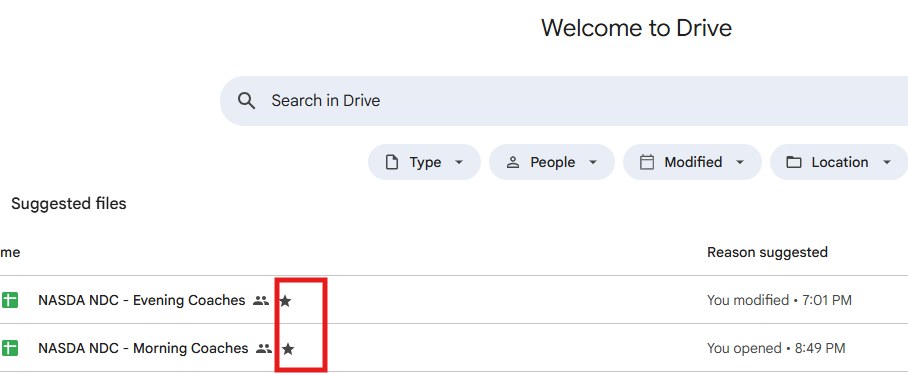 Welcome to Drive
Search in Drive
Type People Modified Location
Suggested files
me Reason suggested
NASDA NDC - Evening Coaches You modified • 7:01 PM
NASDA NDC - Morning Coaches You opened • 8:49 PM